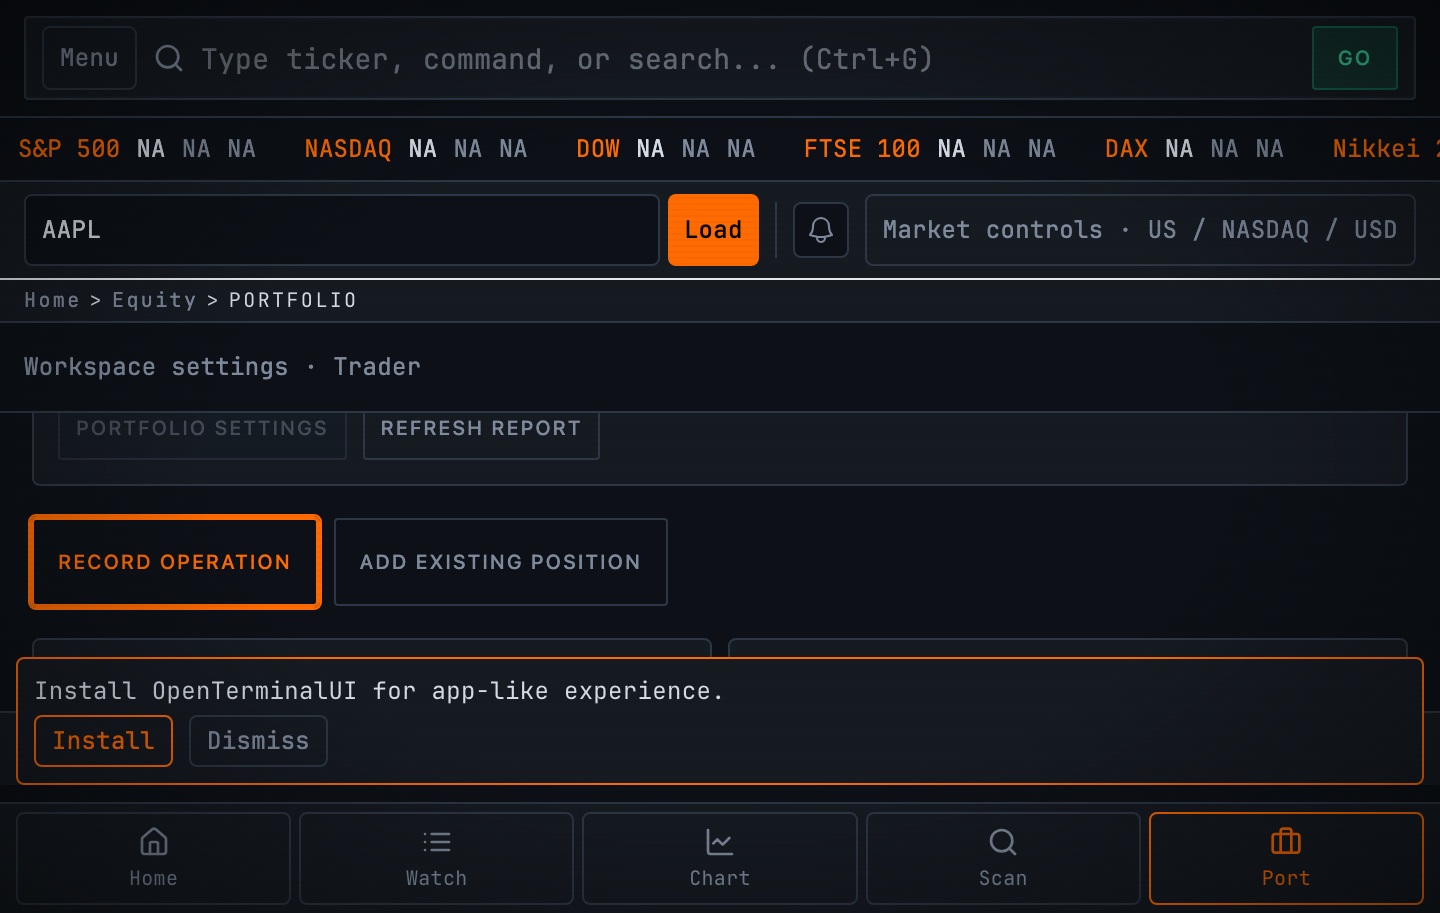 Menu Type ticker, command, or search... (Ctrl+G) GO
S&P 500 NA NA NA NASDAQ NA NA NA DOW NA NA NA FTSE 100 NA NA NA DAX NA NA NA Nikkei
AAPL Load Market controls · US / NASDAQ / USD
Home > Equity > PORTFOLIO
Workspace settings · Trader
PORTFOLIO SETTINGS REFRESH REPORT
RECORD OPERATION ADD EXISTING POSITION
Install OpenTerminalUI for app-like experience.
Install Dismiss
Home Watch Chart Scan Port